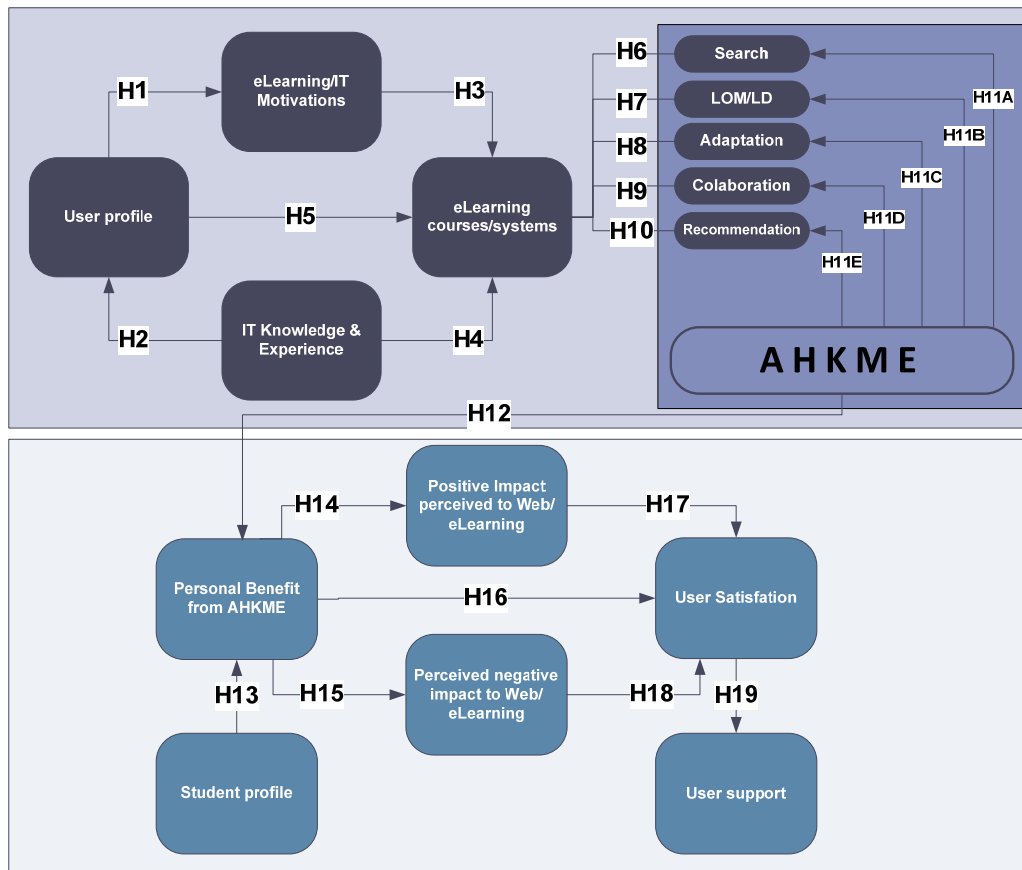 H1
eLearning/IT
Motivations
H3
User profile
H5
eLearning
courses/systems
H2
IT Knowledge &
Experience
H4
H6
H7
H8
H9
H10
Search
LOM/LD
Adaptation
Colaboration
Recommendation
H11A
H11B
H11C
H11D
H11E
A H K M E
H12
H14
Positive Impact
perceived to Web/
eLearning
H17
Personal Benefit
from AHKME
H16
User Satisfation
H13
H15
Perceived negative
impact to Web/
eLearning
H18
H19
Student profile
User support